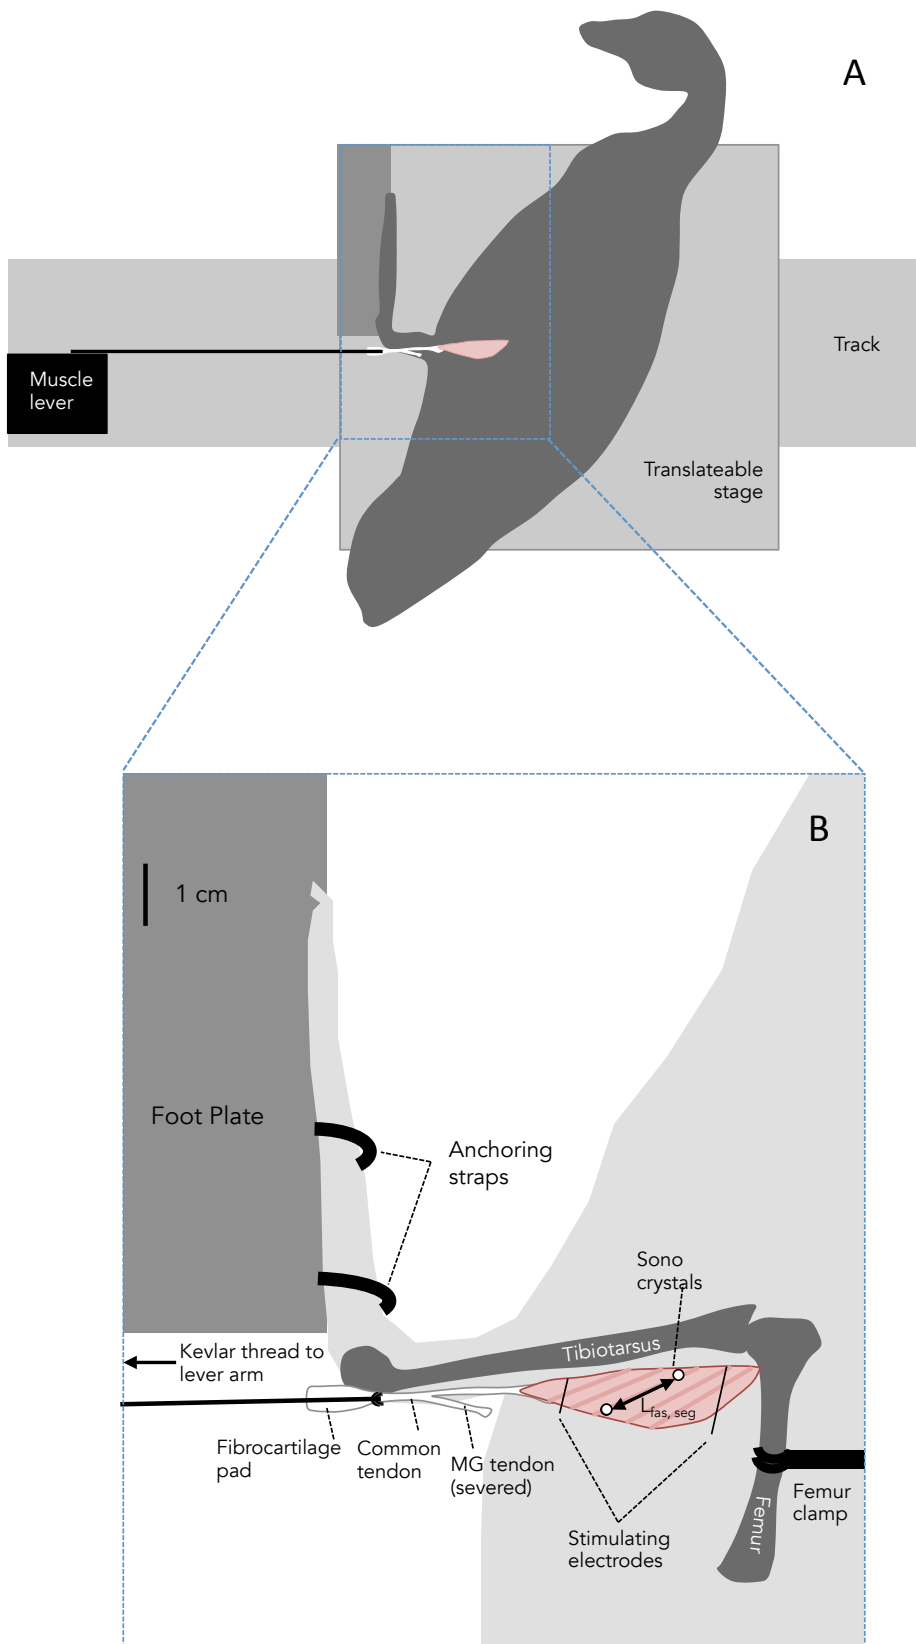 A
Muscle
lever
Track
Translateable
stage
B
1 cm
Foot Plate
Anchoring
straps
Sono
crystals
Tibiotarsus
Kevlar thread to
lever arm
L fas, seg
Fibrocartilage
pad
Common
tendon
MG tendon
(severed)
Femur
Femur
clamp
Stimulating
electrodes